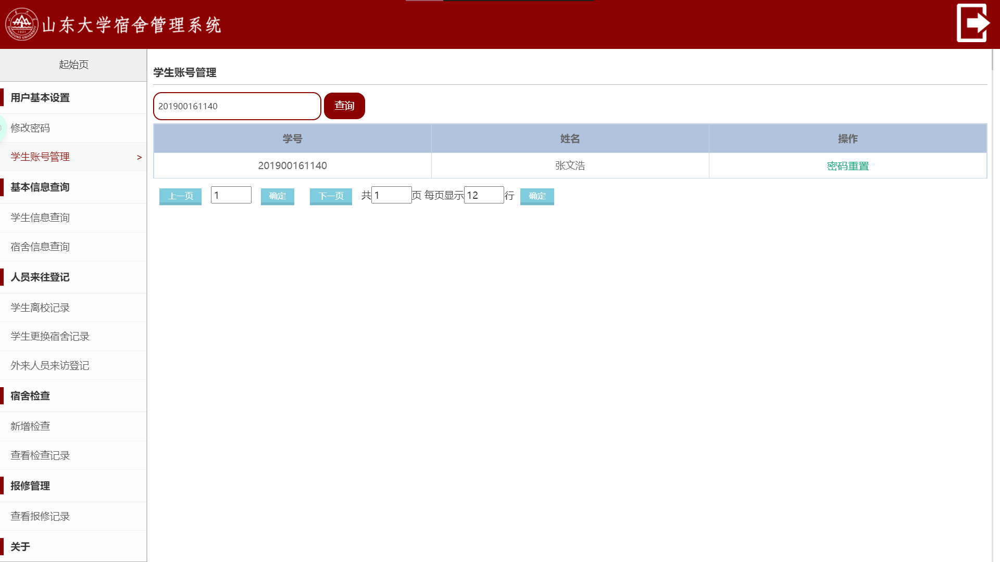 山东大学宿舍管理系统
SHANDONG UNIVERSITY
1901
起始页
用户基本设置
修改密码
学生账号管理 >
基本信息查询
学生信息查询
宿舍信息查询
人员来往登记
学生离校记录
学生更换宿舍记录
外来人员来访登记
宿舍检查
新增检查
查看检查记录
报修管理
查看报修记录
关于
学生账号管理
201900161140 查询
学号 姓名 操作
201900161140 张文浩 密码重置
上一页 1 确定 下一页 共1页 每页显示12行 确定